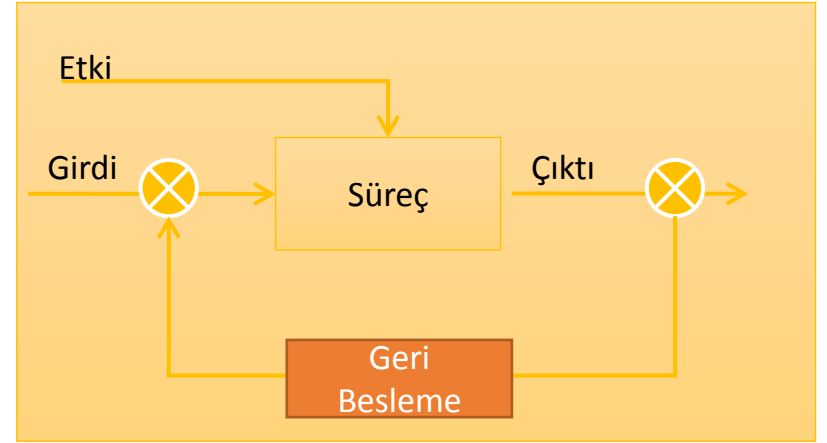 Etki
Girdi
Süreç
Çıktı
Geri
Besleme